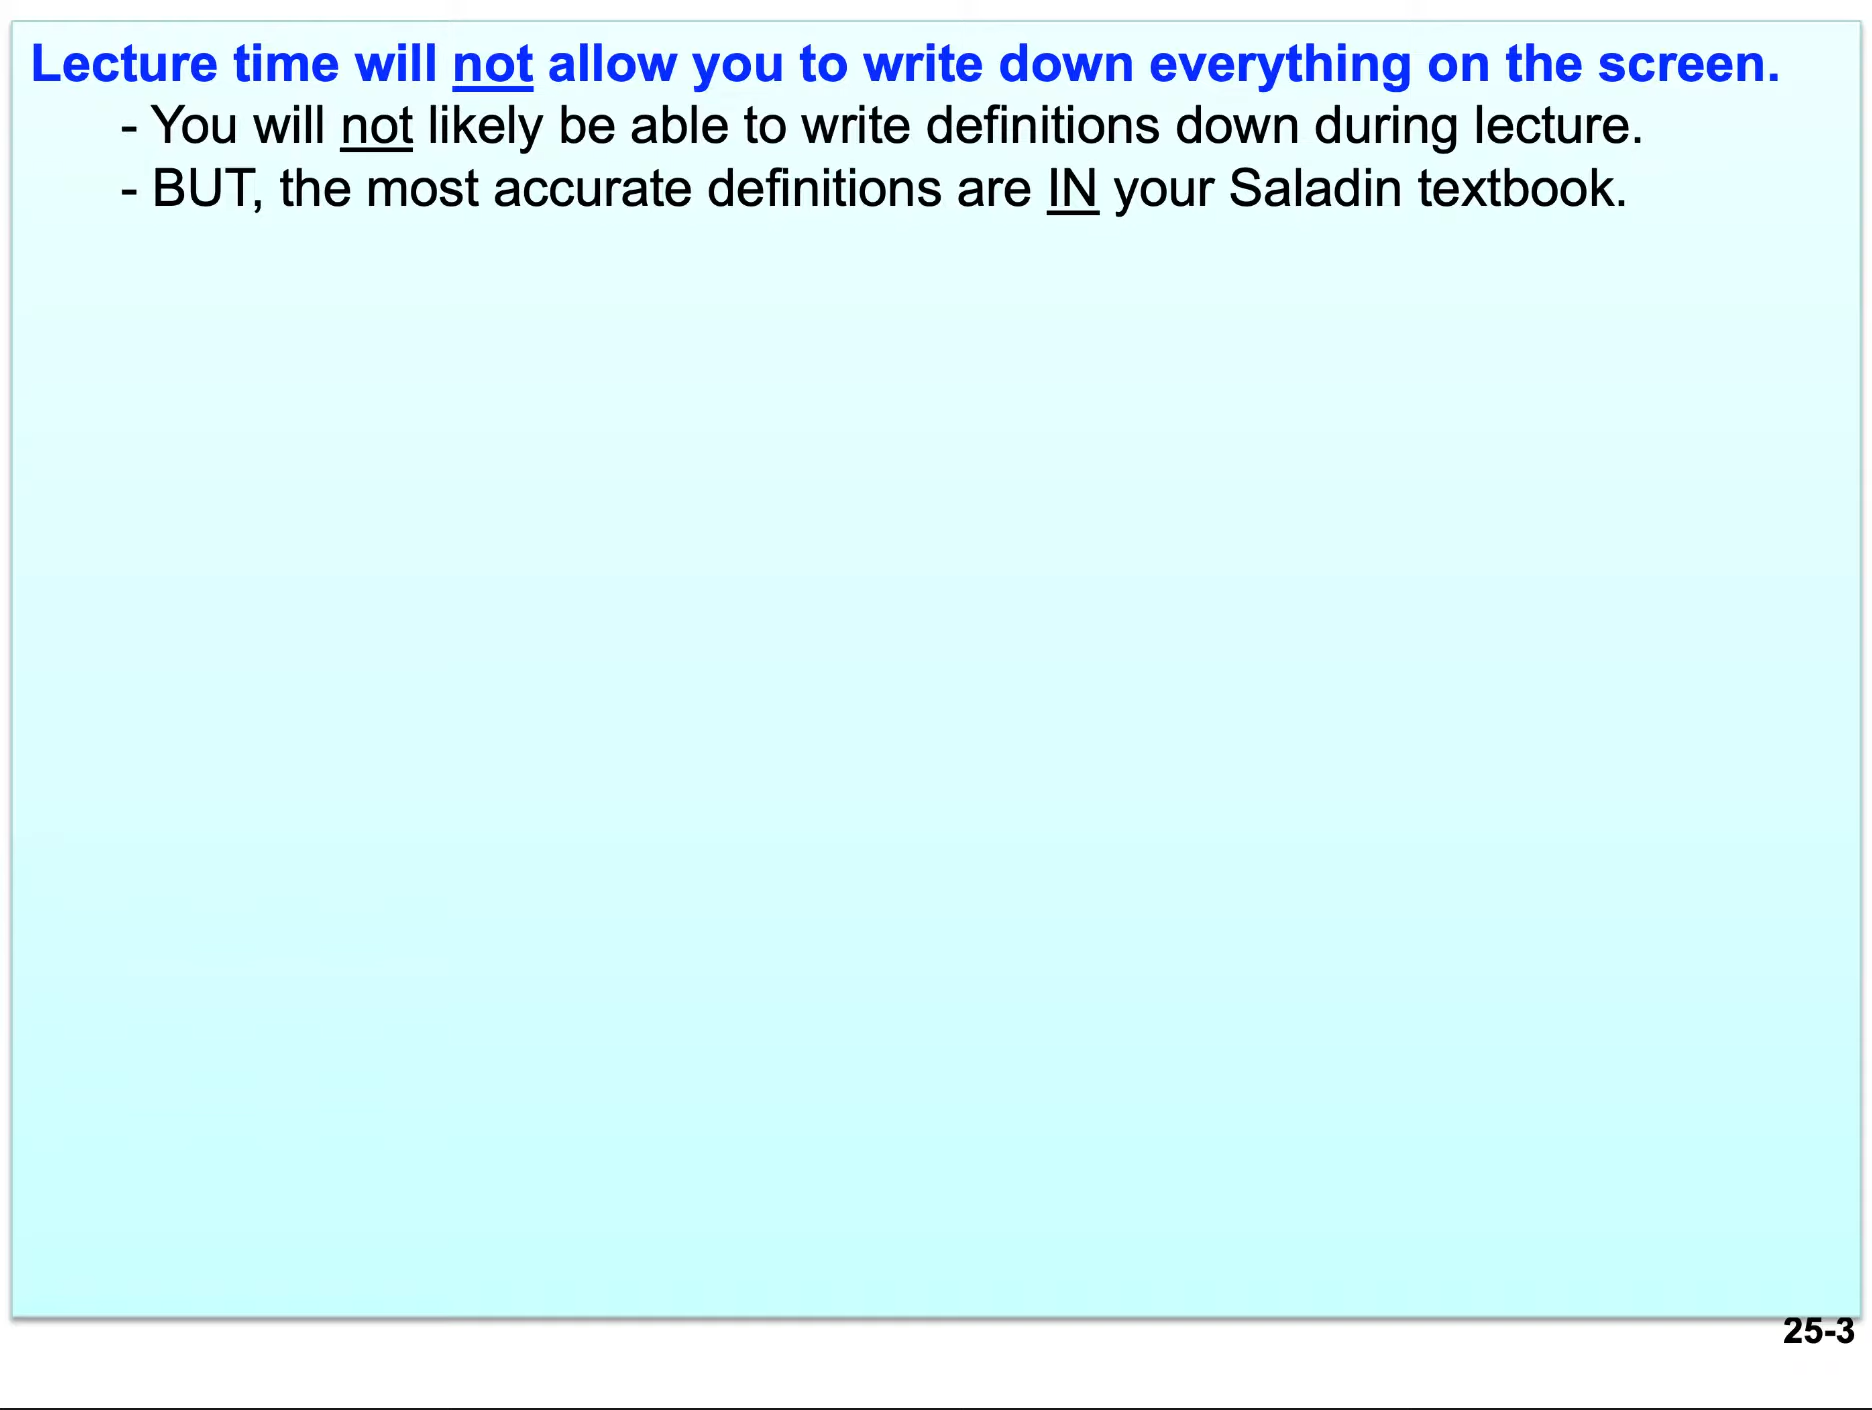 Lecture time will not allow you to write down everything on the screen.
- You will not likely be able to write definitions down during lecture.
- BUT, the most accurate definitions are IN your Saladin textbook.
25-3